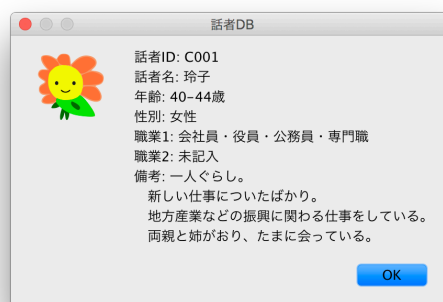 話者DB
話者ID: C001
話者名: 玲子
年齢: 40-44歳
性別: 女性
職業1: 会社員・役員・公務員・専門職
職業2: 未記入
備考: 一人ぐらし。
新しい仕事についたばかり。
地方産業などの振興に関わる仕事をしている。
両親と姉がおり、たまに会っている。
OK